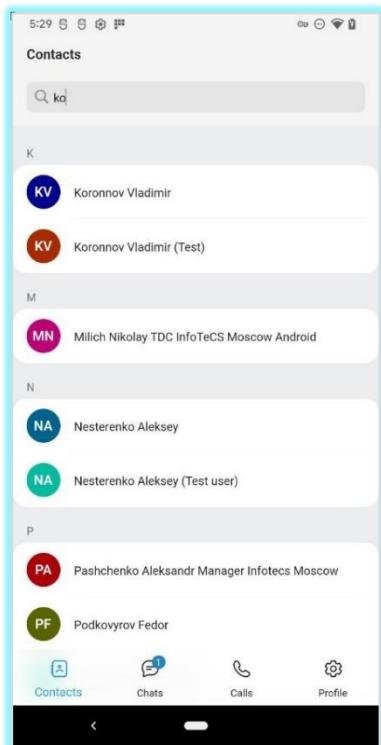 5:29
Contacts
ko
K
KV Koronnov Vladimir
KV Koronnov Vladimir (Test)
M
MN Milich Nikolay TDC InfoTeCS Moscow Android
N
NA Nesterenko Aleksey
NA Nesterenko Aleksey (Test user)
P
PA Pashchenko Aleksandr Manager Infotecs Moscow
PF Podkovyrov Fedor
1
Contacts Chats Calls Profile